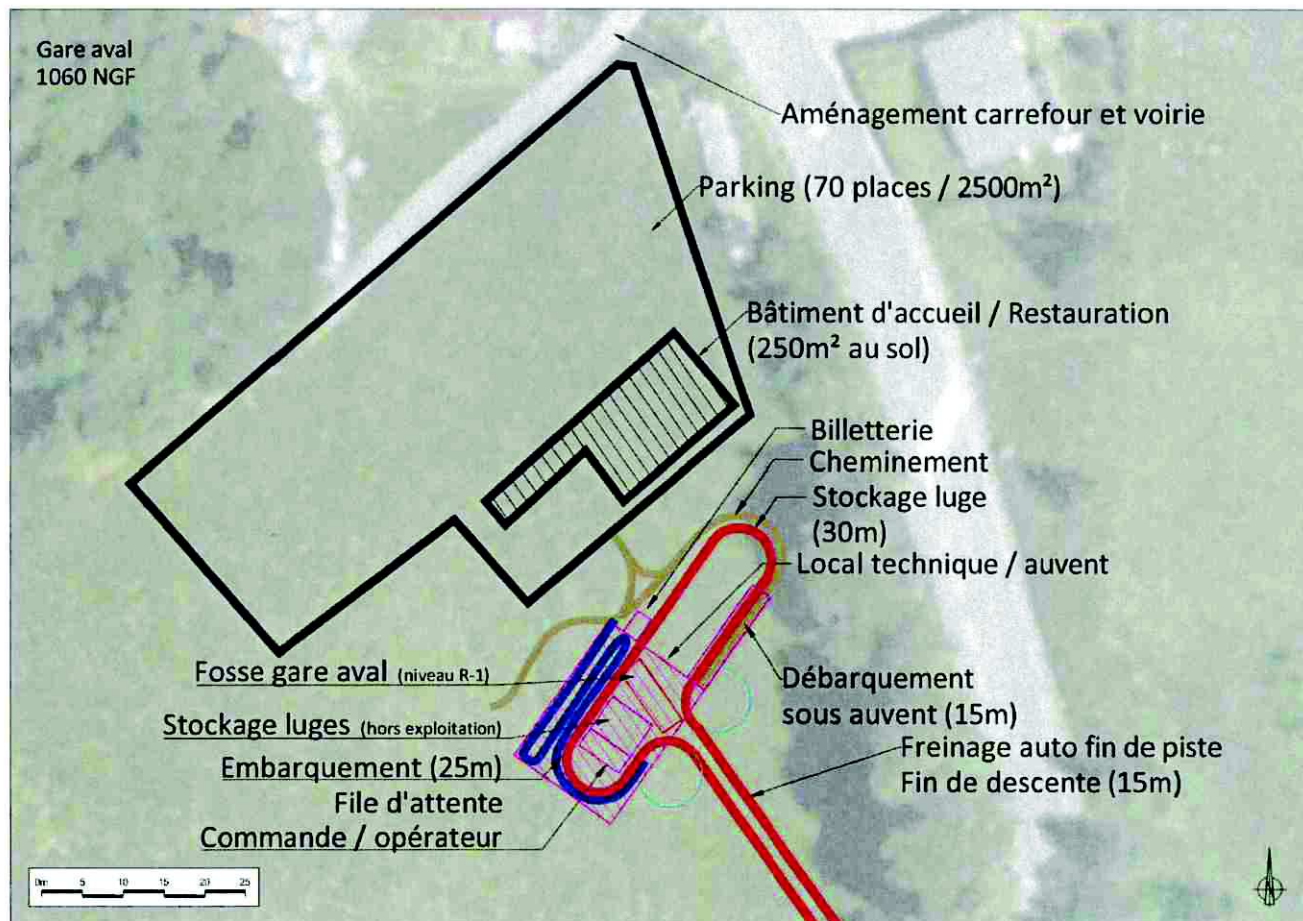 Gare aval
1060 NGF
Aménagement carrefour et voirie
Parking (70 places / 2500m²)
Bâtiment d'accueil / Restauration
(250m² au sol)
Billetterie
Cheminement
Stockage luge
(30m)
Local technique / auvent
Fosse gare aval (niveau R-1)
Stockage luges (hors exploitation)
Embarquement (25m)
File d'attente
Commande / opérateur
Débarquement
sous auvent (15m)
Freinage auto fin de piste
Fin de descente (15m)
0m 5 10 15 20 25